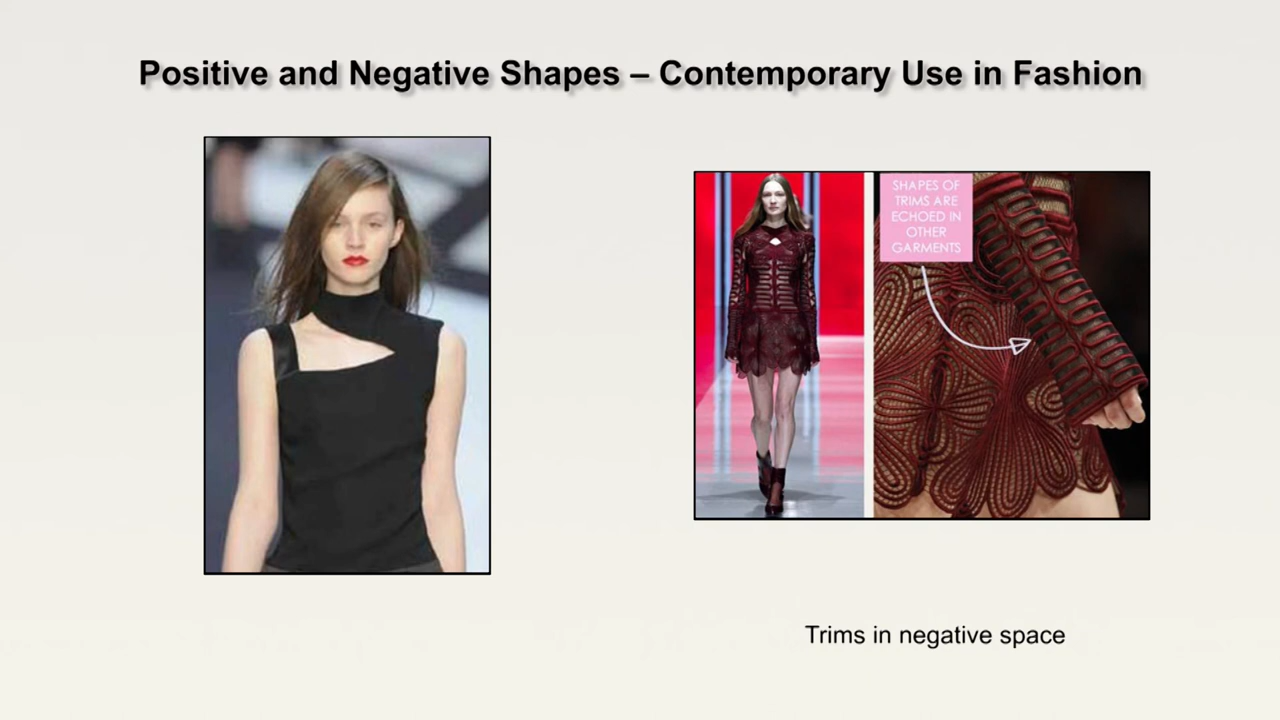 Positive and Negative Shapes – Contemporary Use in Fashion
SHAPES OF
TRIMS ARE
ECHOED IN
OTHER
GARMENTS
Trims in negative space